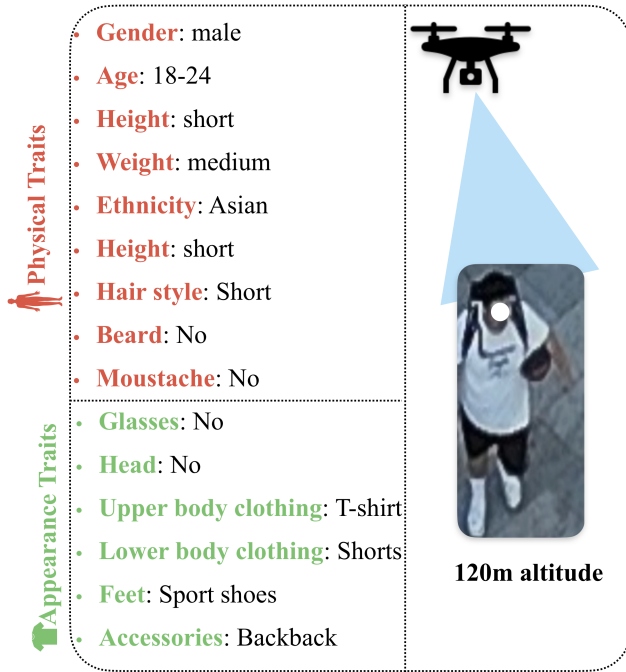 Physical Traits
Gender: male
Age: 18-24
Height: short
Weight: medium
Ethnicity: Asian
Height: short
Hair style: Short
Beard: No
Moustache: No
Appearance Traits
Glasses: No
Head: No
Upper body clothing: T-shirt
Lower body clothing: Shorts
Feet: Sport shoes
Accessories: Backback
120m altitude